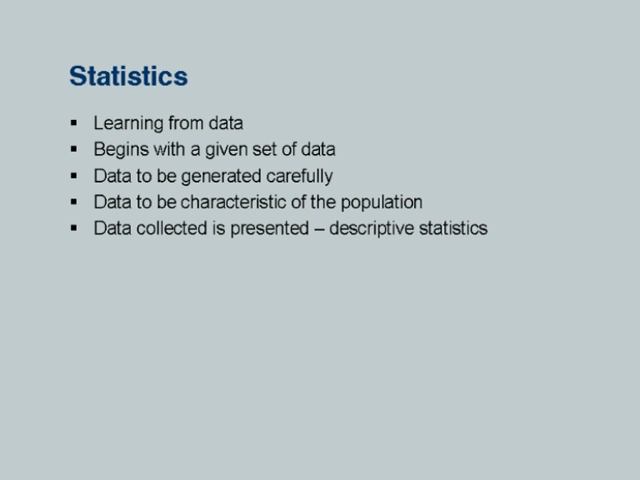 Statistics
▪ Learning from data
▪ Begins with a given set of data
▪ Data to be generated carefully
▪ Data to be characteristic of the population
▪ Data collected is presented – descriptive statistics